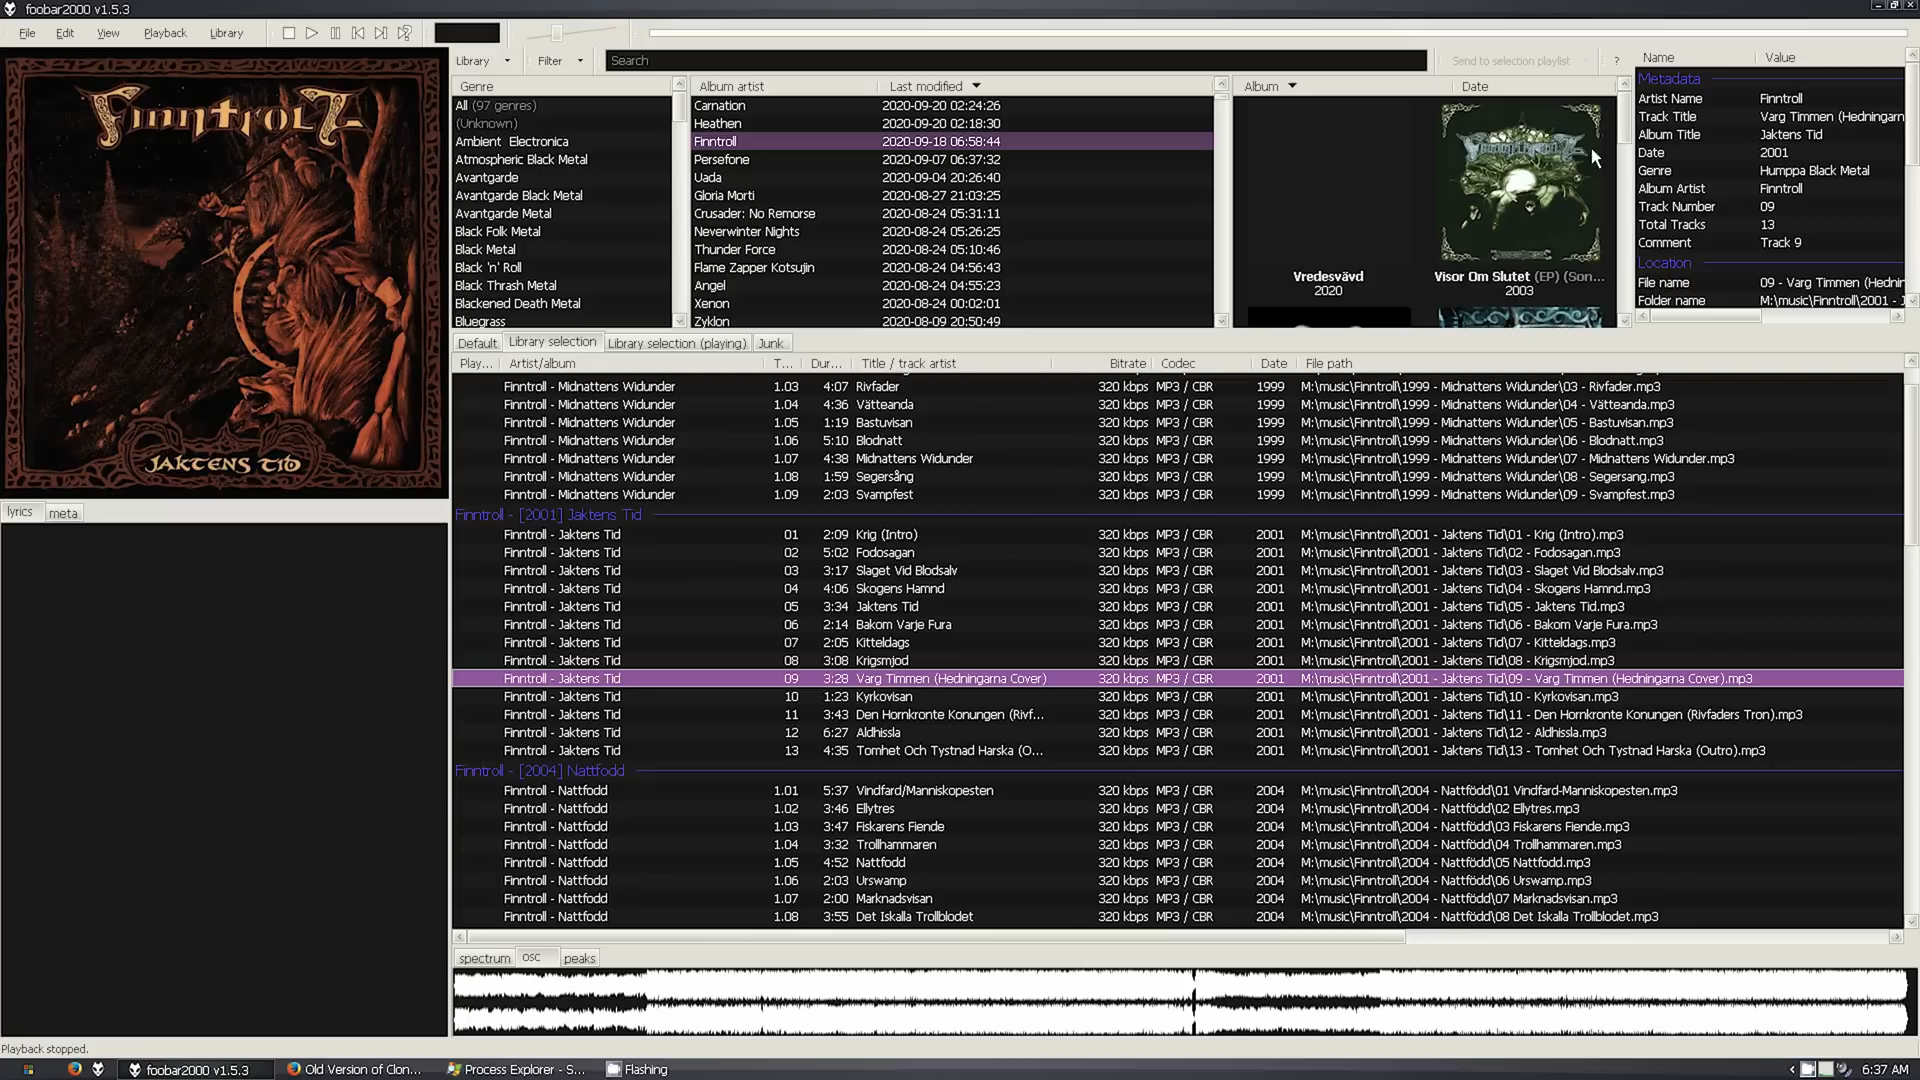 foobar2000 v1.5.3
File Edit View Playback Library
Library Filter Search Send to selection playlist ?
Name Value
Metadata
Artist Name Finntroll
Track Title Varg Timmen (Hedningarn
Album Title Jaktens Tid
Date 2001
Genre Humppa Black Metal
Album Artist Finntroll
Track Number 09
Total Tracks 13
Comment Track 9
Location
File name 09 - Varg Timmen (Hednir
Folder name M:\music\Finntroll\2001 - J
FINNTROLL
JAKTENS TID
Genre
All (97 genres)
(Unknown)
Ambient Electronica
Atmospheric Black Metal
Avantgarde
Avantgarde Black Metal
Avantgarde Metal
Black Folk Metal
Black Metal
Black 'n' Roll
Black Thrash Metal
Blackened Death Metal
Bluegrass
Album artist Last modified
Carnation 2020-09-20 02:24:26
Heathen 2020-09-20 02:18:30
Finntroll 2020-09-18 06:58:44
Persefone 2020-09-07 06:37:32
Uada 2020-09-04 20:26:40
Gloria Morti 2020-08-27 21:03:25
Crusader: No Remorse 2020-08-24 05:31:11
Neverwinter Nights 2020-08-24 05:26:25
Thunder Force 2020-08-24 05:10:46
Flame Zapper Kotsujin 2020-08-24 04:56:43
Angel 2020-08-24 04:55:23
Xenon 2020-08-24 00:02:01
Zyklon 2020-08-09 20:50:49
Album Date
FINNTROLL
Vredesvävd
2020
Visor Om Slutet (EP) (Son...
2003
Default Library selection Library selection (playing) Junk
Play... Artist/album T... Dur... Title / track artist Bitrate Codec Date File path
Finntroll - Midnattens Widunder 1.03 4:07 Rivfader 320 kbps MP3 / CBR 1999 M:\music\Finntroll\1999 - Midnattens Widunder\03 - Rivfader.mp3
Finntroll - Midnattens Widunder 1.04 4:36 Vätteanda 320 kbps MP3 / CBR 1999 M:\music\Finntroll\1999 - Midnattens Widunder\04 - Vätteanda.mp3
Finntroll - Midnattens Widunder 1.05 1:19 Bastuvisan 320 kbps MP3 / CBR 1999 M:\music\Finntroll\1999 - Midnattens Widunder\05 - Bastuvisan.mp3
Finntroll - Midnattens Widunder 1.06 5:10 Blodnatt 320 kbps MP3 / CBR 1999 M:\music\Finntroll\1999 - Midnattens Widunder\06 - Blodnatt.mp3
Finntroll - Midnattens Widunder 1.07 4:38 Midnattens Widunder 320 kbps MP3 / CBR 1999 M:\music\Finntroll\1999 - Midnattens Widunder\07 - Midnattens Widunder.mp3
Finntroll - Midnattens Widunder 1.08 1:59 Segersång 320 kbps MP3 / CBR 1999 M:\music\Finntroll\1999 - Midnattens Widunder\08 - Segersang.mp3
Finntroll - Midnattens Widunder 1.09 2:03 Svampfest 320 kbps MP3 / CBR 1999 M:\music\Finntroll\1999 - Midnattens Widunder\09 - Svampfest.mp3
Finntroll - [2001] Jaktens Tid
Finntroll - Jaktens Tid 01 2:09 Krig (Intro) 320 kbps MP3 / CBR 2001 M:\music\Finntroll\2001 - Jaktens Tid\01 - Krig (Intro).mp3
Finntroll - Jaktens Tid 02 5:02 Fodosagan 320 kbps MP3 / CBR 2001 M:\music\Finntroll\2001 - Jaktens Tid\02 - Fodosagan.mp3
Finntroll - Jaktens Tid 03 3:17 Slaget Vid Blodsalv 320 kbps MP3 / CBR 2001 M:\music\Finntroll\2001 - Jaktens Tid\03 - Slaget Vid Blodsalv.mp3
Finntroll - Jaktens Tid 04 4:06 Skogens Hamnd 320 kbps MP3 / CBR 2001 M:\music\Finntroll\2001 - Jaktens Tid\04 - Skogens Hamnd.mp3
Finntroll - Jaktens Tid 05 3:34 Jaktens Tid 320 kbps MP3 / CBR 2001 M:\music\Finntroll\2001 - Jaktens Tid\05 - Jaktens Tid.mp3
Finntroll - Jaktens Tid 06 2:14 Bakom Varje Fura 320 kbps MP3 / CBR 2001 M:\music\Finntroll\2001 - Jaktens Tid\06 - Bakom Varje Fura.mp3
Finntroll - Jaktens Tid 07 2:05 Kitteldags 320 kbps MP3 / CBR 2001 M:\music\Finntroll\2001 - Jaktens Tid\07 - Kitteldags.mp3
Finntroll - Jaktens Tid 08 3:08 Krigsmjod 320 kbps MP3 / CBR 2001 M:\music\Finntroll\2001 - Jaktens Tid\08 - Krigsmjod.mp3
Finntroll - Jaktens Tid 09 3:28 Varg Timmen (Hedningarna Cover) 320 kbps MP3 / CBR 2001 M:\music\Finntroll\2001 - Jaktens Tid\09 - Varg Timmen (Hedningarna Cover).mp3
Finntroll - Jaktens Tid 10 1:23 Kyrkovisan 320 kbps MP3 / CBR 2001 M:\music\Finntroll\2001 - Jaktens Tid\10 - Kyrkovisan.mp3
Finntroll - Jaktens Tid 11 3:43 Den Hornkronte Konungen (Rivf... 320 kbps MP3 / CBR 2001 M:\music\Finntroll\2001 - Jaktens Tid\11 - Den Hornkronte Konungen (Rivfaders Tron).mp3
Finntroll - Jaktens Tid 12 6:27 Aldhissla 320 kbps MP3 / CBR 2001 M:\music\Finntroll\2001 - Jaktens Tid\12 - Aldhissla.mp3
Finntroll - Jaktens Tid 13 4:35 Tomhet Och Tystnad Harska (O... 320 kbps MP3 / CBR 2001 M:\music\Finntroll\2001 - Jaktens Tid\13 - Tomhet Och Tystnad Harska (Outro).mp3
Finntroll - [2004] Nattfodd
Finntroll - Nattfodd 1.01 5:37 Vindfard/Manniskopesten 320 kbps MP3 / CBR 2004 M:\music\Finntroll\2004 - Nattfödd\01 Vindfard-Manniskopesten.mp3
Finntroll - Nattfodd 1.02 3:46 Ellytres 320 kbps MP3 / CBR 2004 M:\music\Finntroll\2004 - Nattfödd\02 Ellytres.mp3
Finntroll - Nattfodd 1.03 3:47 Fiskarens Fiende 320 kbps MP3 / CBR 2004 M:\music\Finntroll\2004 - Nattfödd\03 Fiskarens Fiende.mp3
Finntroll - Nattfodd 1.04 3:32 Trollhammaren 320 kbps MP3 / CBR 2004 M:\music\Finntroll\2004 - Nattfödd\04 Trollhammaren.mp3
Finntroll - Nattfodd 1.05 4:52 Nattfodd 320 kbps MP3 / CBR 2004 M:\music\Finntroll\2004 - Nattfödd\05 Nattfodd.mp3
Finntroll - Nattfodd 1.06 2:03 Urswamp 320 kbps MP3 / CBR 2004 M:\music\Finntroll\2004 - Nattfödd\06 Urswamp.mp3
Finntroll - Nattfodd 1.07 2:00 Marknadsvisan 320 kbps MP3 / CBR 2004 M:\music\Finntroll\2004 - Nattfödd\07 Marknadsvisan.mp3
Finntroll - Nattfodd 1.08 3:55 Det Iskalla Trollblodet 320 kbps MP3 / CBR 2004 M:\music\Finntroll\2004 - Nattfödd\08 Det Iskalla Trollblodet.mp3
lyrics meta
spectrum osc peaks
Playback stopped.
foobar2000 v1.5.3 Old Version of Clon... Process Explorer - S... Flashing 6:37 AM